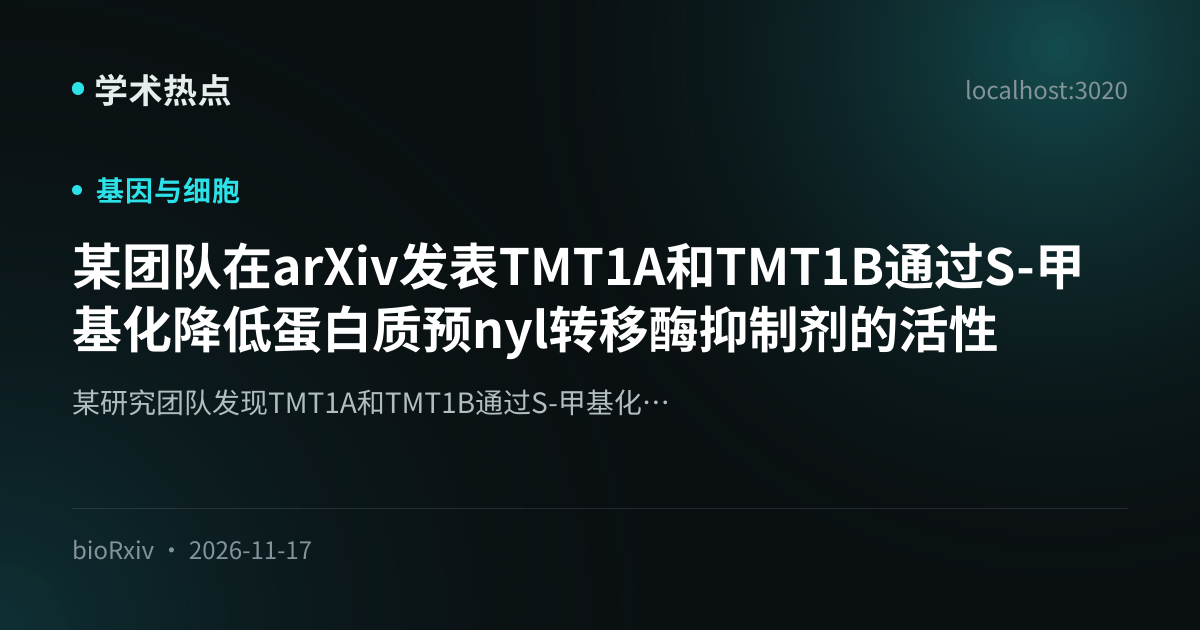 学术热点
localhost:3020
基因与细胞
某团队在arXiv发表TMT1A和TMT1B通过S-甲
基化降低蛋白质预nyl转移酶抑制剂的活性
某研究团队发现TMT1A和TMT1B通过S-甲基化…
bioRxiv · 2026-11-17